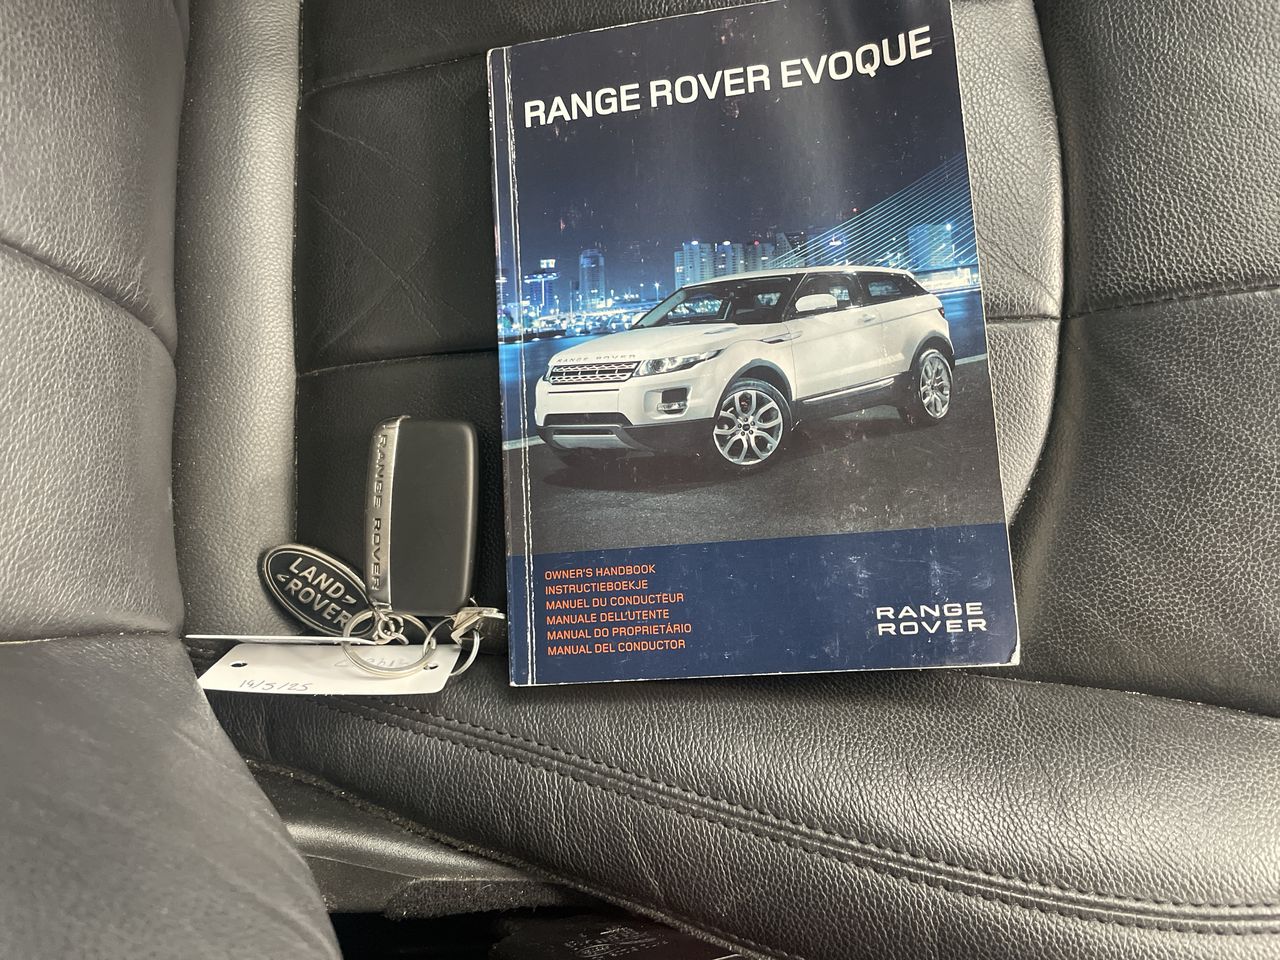 RANGE ROVER EVOQUE
RANGE ROVER
OWNER'S HANDBOOK
INSTRUCTIEBOEKJE
MANUEL DU CONDUCTEUR
MANUALE DELL'UTENTE
MANUAL DO PROPRIETÁRIO
MANUAL DEL CONDUCTOR
RANGE
ROVER
RANGE ROVER
LAND
ROVER
19/5/25